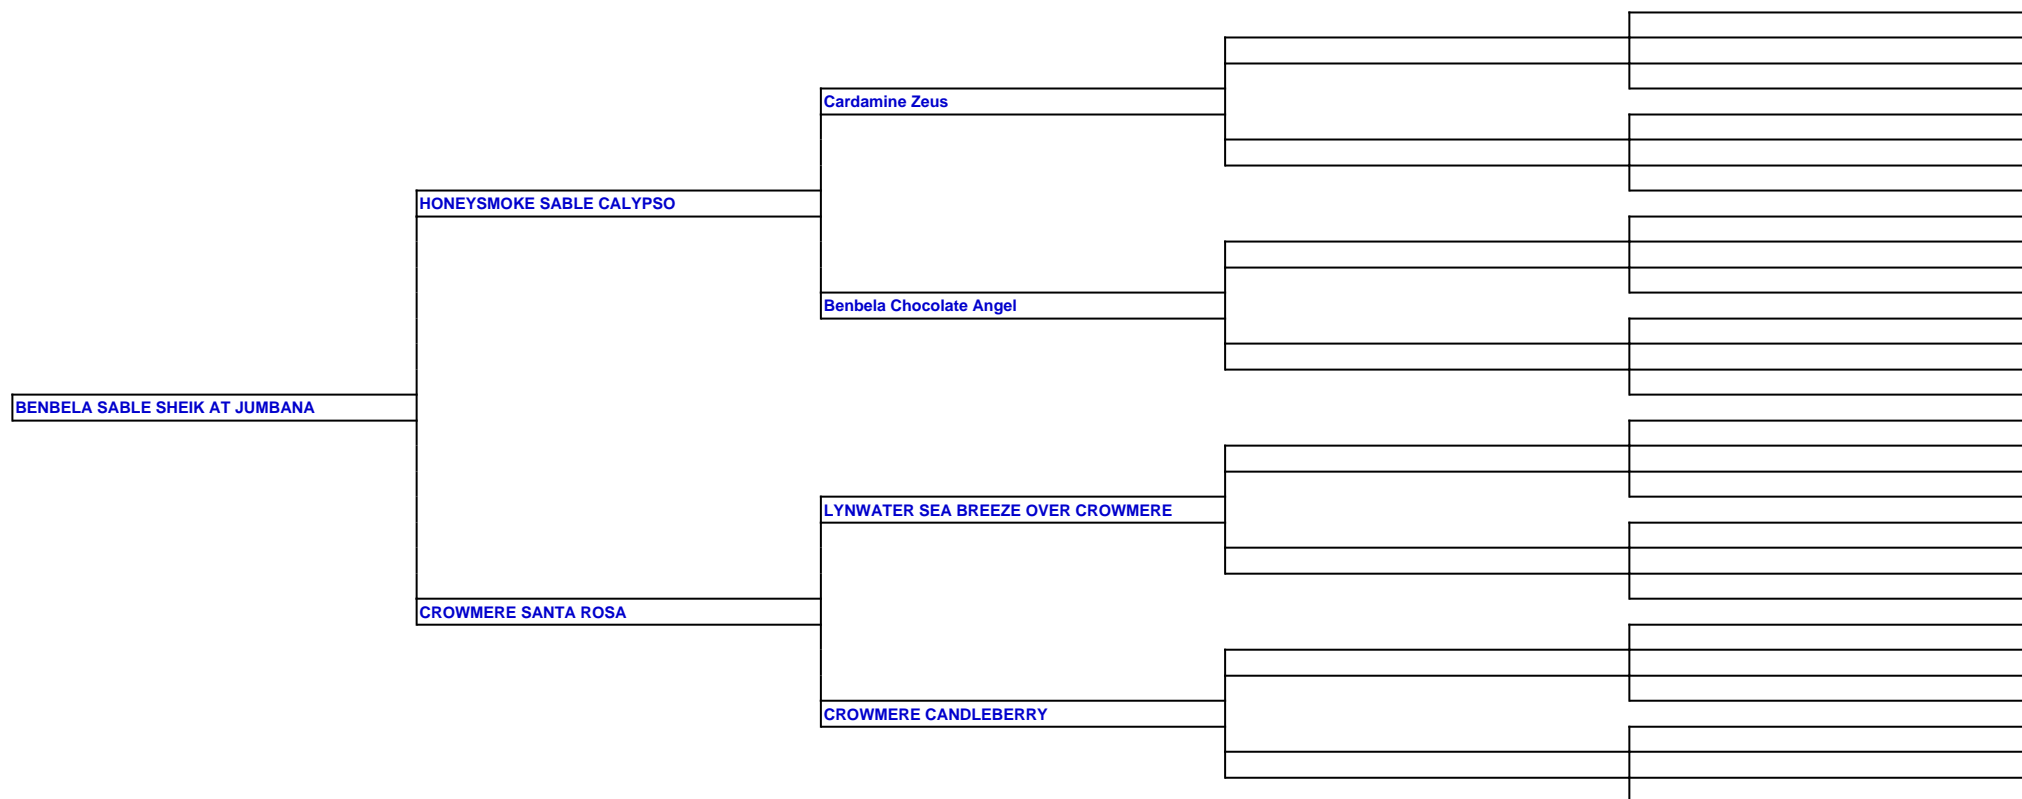 Cardamine Zeus
HONEYSMOKE SABLE CALYPSO
Benbela Chocolate Angel
BENBELA SABLE SHEIK AT JUMBANA
LYNWATER SEA BREEZE OVER CROWMERE
CROWMERE SANTA ROSA
CROWMERE CANDLEBERRY